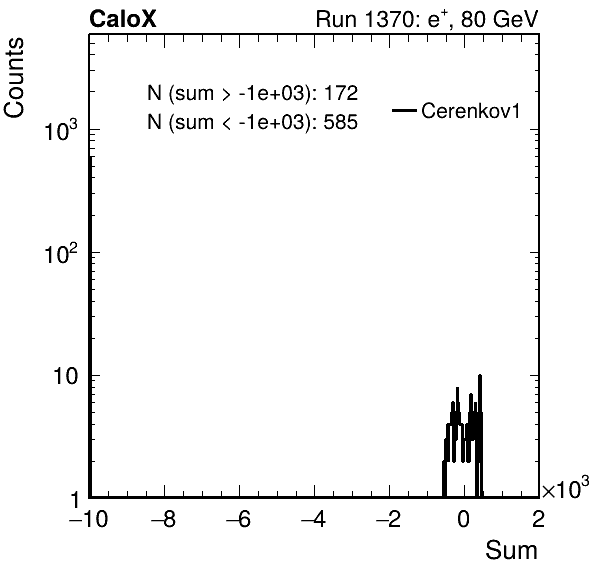 CaloX Run 1370: e⁺, 80 GeV
Counts
N (sum > -1e+03): 172
N (sum < -1e+03): 585
Cerenkov1
10³
10²
10
1
−10 −8 −6 −4 −2 0 2
×10³
Sum